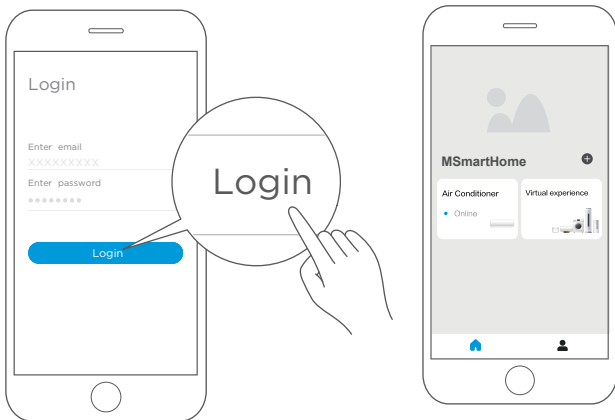 Login
Enter email
XXXXXXXXX
Enter password
Login
Login
MSmartHome
Air Conditioner
Online
Virtual experience